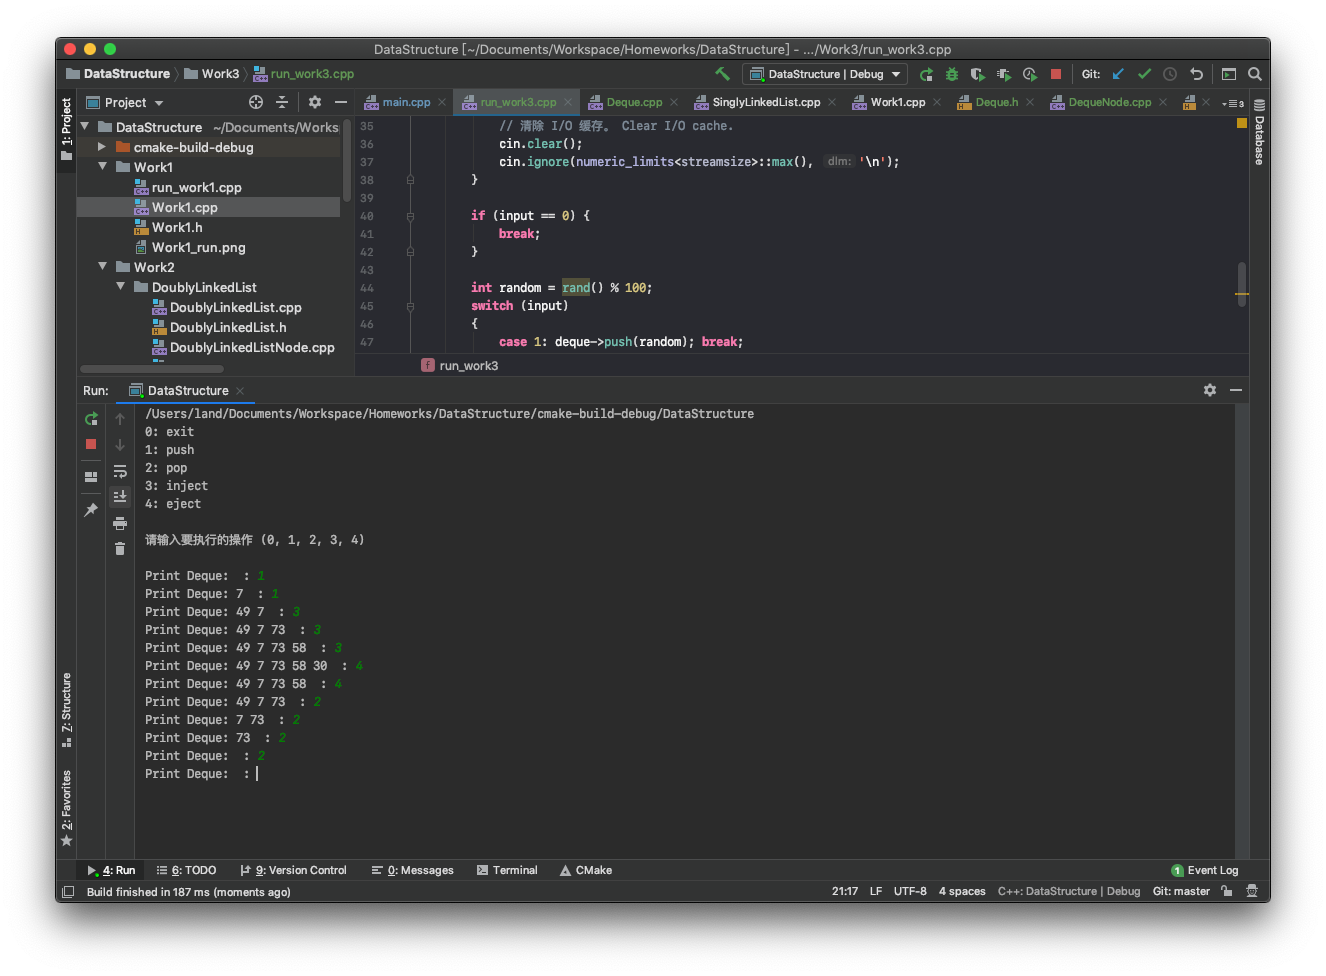 DataStructure [~/Documents/Workspace/Homeworks/DataStructure] - .../Work3/run_work3.cpp
DataStructure Work3 run_work3.cpp
DataStructure | Debug Git:
1: Project
Project
main.cpp run_work3.cpp Deque.cpp SinglyLinkedList.cpp Work1.cpp Deque.h DequeNode.cpp 3
Database
DataStructure ~/Documents/Works
cmake-build-debug
Work1
run_work1.cpp
Work1.cpp
Work1.h
Work1_run.png
Work2
DoublyLinkedList
DoublyLinkedList.cpp
DoublyLinkedList.h
DoublyLinkedListNode.cpp
35 // 清除 I/O 缓存。 Clear I/O cache.
36 cin.clear();
37 cin.ignore(numeric_limits<streamsize>::max(), dlm: '\n');
38 }
39
40 if (input == 0) {
41 break;
42 }
43
44 int random = rand() % 100;
45 switch (input)
46 {
47 case 1: deque->push(random); break;
f run_work3
Run: DataStructure
/Users/land/Documents/Workspace/Homeworks/DataStructure/cmake-build-debug/DataStructure
0: exit
1: push
2: pop
3: inject
4: eject
请输入要执行的操作 (0, 1, 2, 3, 4)
Print Deque:  : 1
Print Deque: 7  : 1
Print Deque: 49 7  : 3
Print Deque: 49 7 73  : 3
Print Deque: 49 7 73 58  : 3
Print Deque: 49 7 73 58 30  : 4
Print Deque: 49 7 73 58  : 4
Print Deque: 49 7 73  : 2
Print Deque: 7 73  : 2
Print Deque: 73  : 2
Print Deque:  : 2
Print Deque:  :
Z: Structure
2: Favorites
4: Run 6: TODO 9: Version Control 0: Messages Terminal CMake 1 Event Log
Build finished in 187 ms (moments ago) 21:17 LF UTF-8 4 spaces C++: DataStructure | Debug Git: master